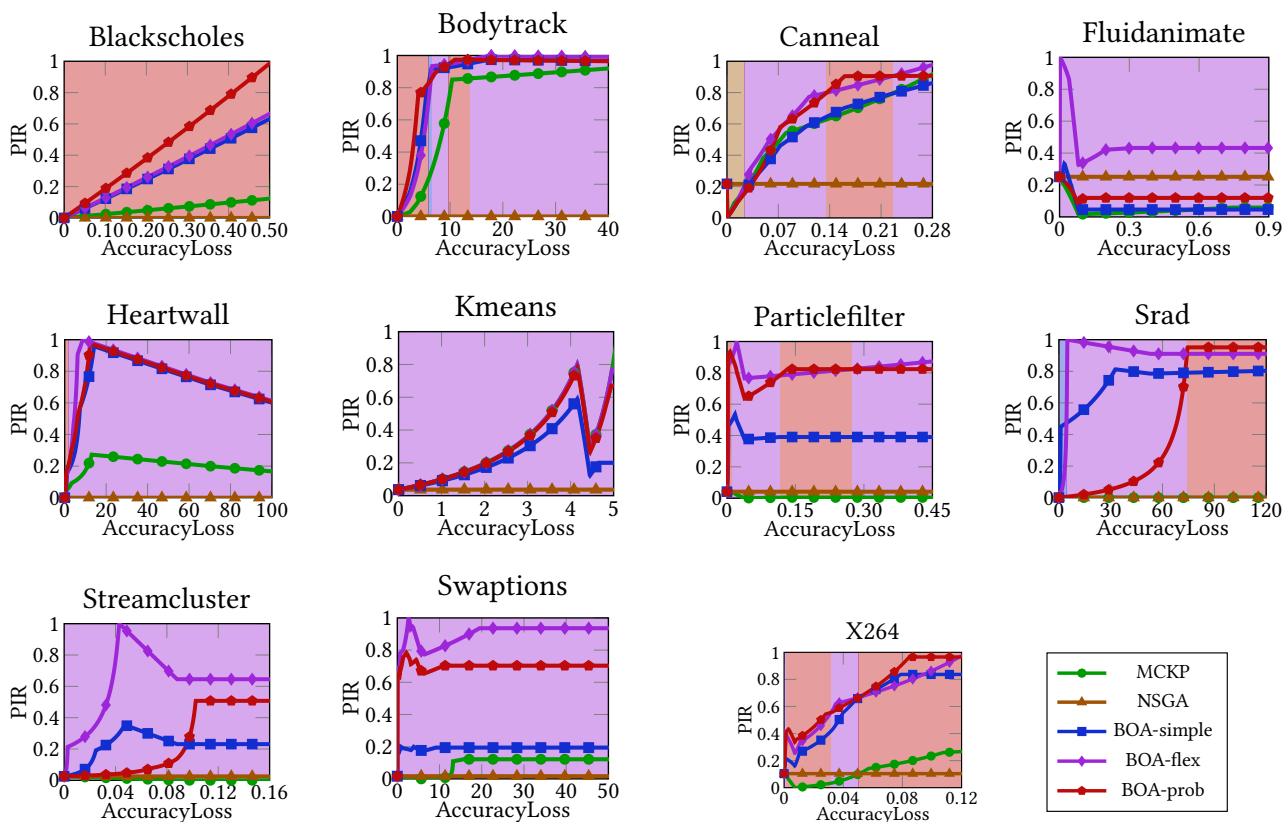 Blackscholes
1
0.8
0.6
0.4
0.2
0
PIR
0 0.10 0.20 0.30 0.40 0.50
AccuracyLoss
Bodytrack
1
0.8
0.6
0.4
0.2
0
PIR
0 10 20 30 40
AccuracyLoss
Canneal
1
0.8
0.6
0.4
0.2
0
PIR
0 0.07 0.14 0.21 0.28
AccuracyLoss
Fluidanimate
1
0.8
0.6
0.4
0.2
0
PIR
0 0.3 0.6 0.9
AccuracyLoss
Heartwall
1
0.8
0.6
0.4
0.2
0
PIR
0 20 40 60 80 100
AccuracyLoss
Kmeans
1
0.8
0.6
0.4
0.2
0
PIR
0 1 2 3 4 5
AccuracyLoss
Particlefilter
1
0.8
0.6
0.4
0.2
0
PIR
0 0.15 0.30 0.45
AccuracyLoss
Srad
1
0.8
0.6
0.4
0.2
0
PIR
0 30 60 90 120
AccuracyLoss
Streamcluster
1
0.8
0.6
0.4
0.2
0
PIR
0 0.04 0.08 0.12 0.16
AccuracyLoss
Swaptions
1
0.8
0.6
0.4
0.2
0
PIR
0 10 20 30 40 50
AccuracyLoss
X264
1
0.8
0.6
0.4
0.2
0
PIR
0 0.04 0.08 0.12
AccuracyLoss
MCKP
NSGA
BOA-simple
BOA-flex
BOA-prob